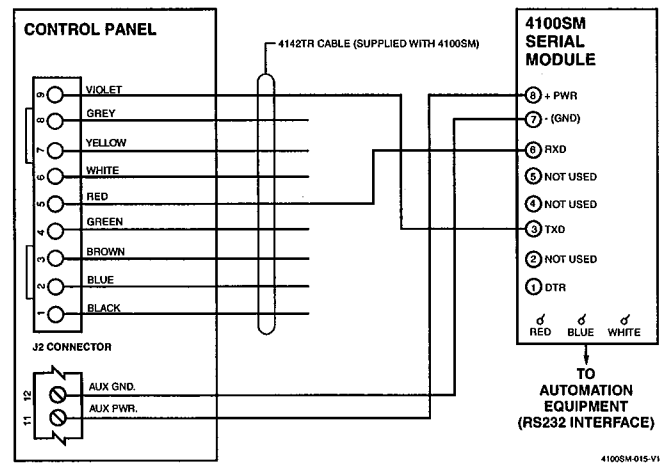 CONTROL PANEL
4142TR CABLE (SUPPLIED WITH 4100SM)
4100SM
SERIAL
MODULE
9 VIOLET
8 GREY
7 YELLOW
6 WHITE
5 RED
4 GREEN
3 BROWN
2 BLUE
1 BLACK
J2 CONNECTOR
12 AUX GND.
11 AUX PWR.
8 + PWR
7 - (GND)
6 RXD
5 NOT USED
4 NOT USED
3 TXD
2 NOT USED
1 DTR
RED BLUE WHITE
TO
AUTOMATION
EQUIPMENT
(RS232 INTERFACE)
4100SM-015-V1